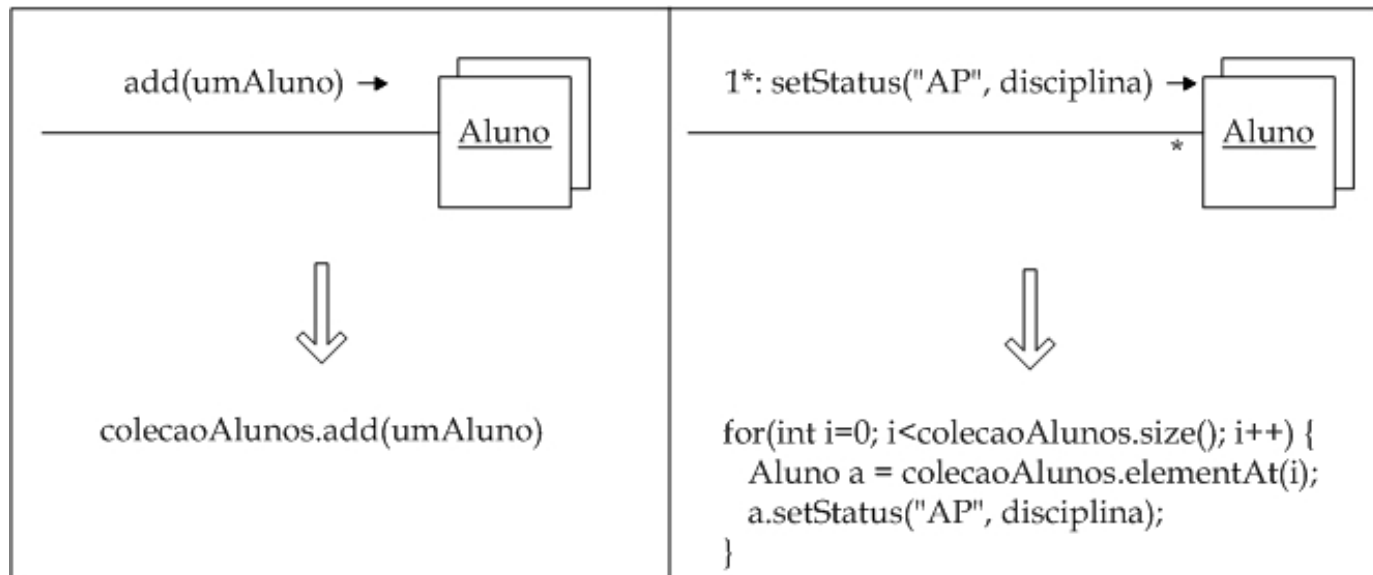 add(umAluno)
Aluno
colecaoAlunos.add(umAluno)
1*: setStatus("AP", disciplina)
Aluno
*
for(int i=0; i<colecaoAlunos.size(); i++) {
Aluno a = colecaoAlunos.elementAt(i);
a.setStatus("AP", disciplina);
}